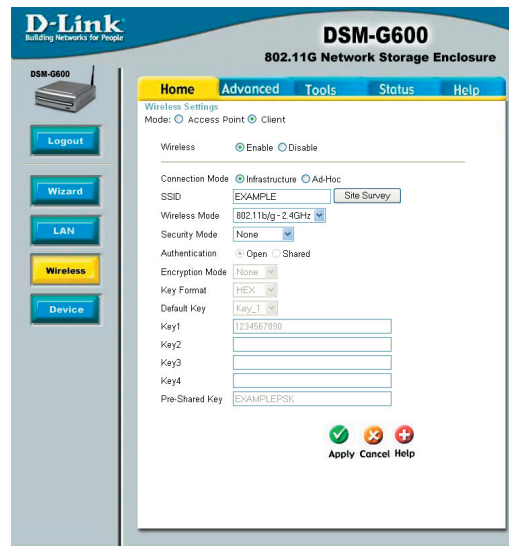 D-Link
Building Networks for People
DSM-G600
802.11G Network Storage Enclosure
DSM-G600
Home Advanced Tools Status Help
Logout
Wizard
LAN
Wireless
Device
Wireless Settings
Mode: Access Point Client
Wireless Enable Disable
Connection Mode Infrastructure Ad-Hoc
SSID EXAMPLE Site Survey
Wireless Mode 802.11b/g - 2.4GHz
Security Mode None
Authentication Open Shared
Encryption Mode None
Key Format HEX
Default Key Key_1
Key1 1234567890
Key2
Key3
Key4
Pre-Shared Key EXAMPLEPSK
Apply Cancel Help